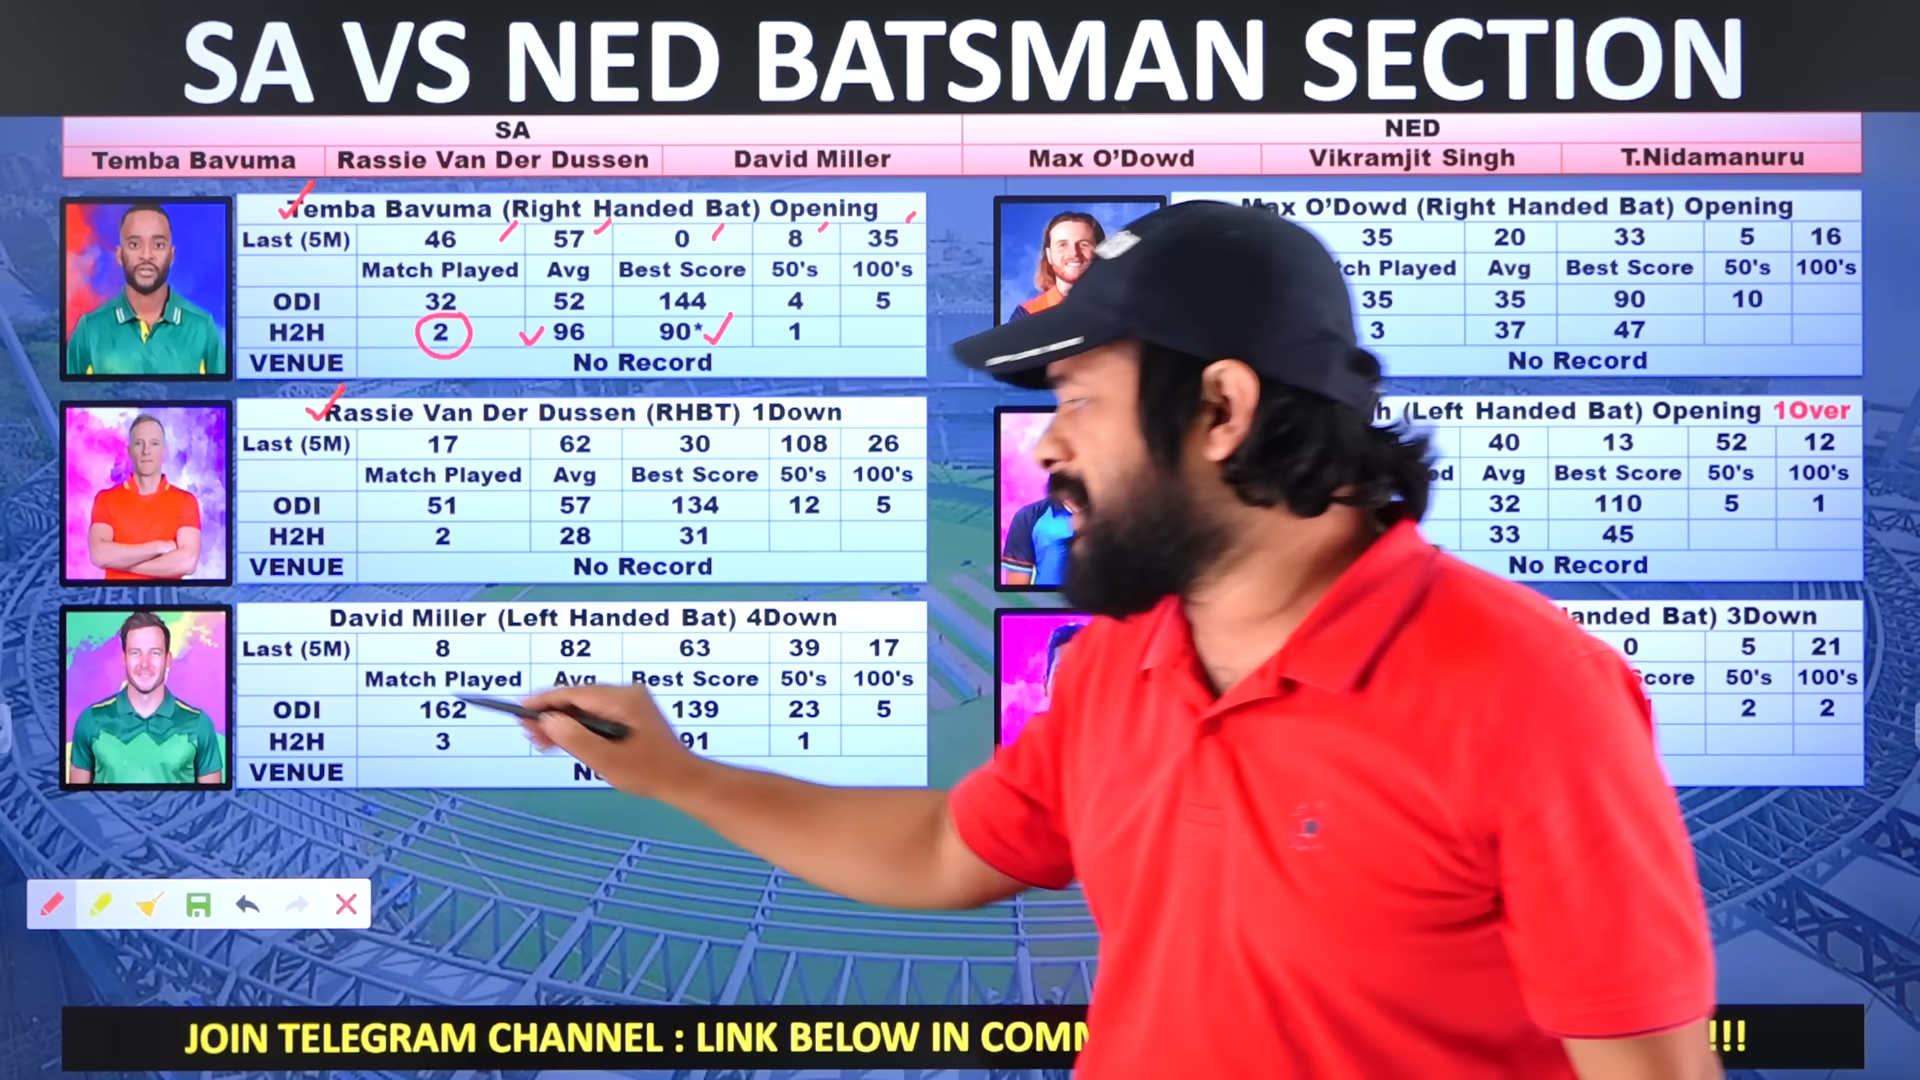 SA VS NED BATSMAN SECTION
SA NED
Temba Bavuma Rassie Van Der Dussen David Miller Max O'Dowd Vikramjit Singh T.Nidamanuru
Temba Bavuma (Right Handed Bat) Opening
Last (5M) 46 57 0 8 35
Match Played Avg Best Score 50's 100's
ODI 32 52 144 4 5
H2H 2 96 90* 1
VENUE No Record
Rassie Van Der Dussen (RHBT) 1Down
Last (5M) 17 62 30 108 26
Match Played Avg Best Score 50's 100's
ODI 51 57 134 12 5
H2H 2 28 31
VENUE No Record
David Miller (Left Handed Bat) 4Down
Last (5M) 8 82 63 39 17
Match Played Avg Best Score 50's 100's
ODI 162 139 23 5
H2H 3 91 1
VENUE
Max O'Dowd (Right Handed Bat) Opening
35 20 33 5 16
Played Avg Best Score 50's 100's
35 35 90 10
3 37 47
No Record
(Left Handed Bat) Opening 1Over
40 13 52 12
Avg Best Score 50's 100's
32 110 5 1
33 45
No Record
Bat) 3Down
0 5 21
Score 50's 100's
2 2
JOIN TELEGRAM CHANNEL : LINK BELOW IN !!!